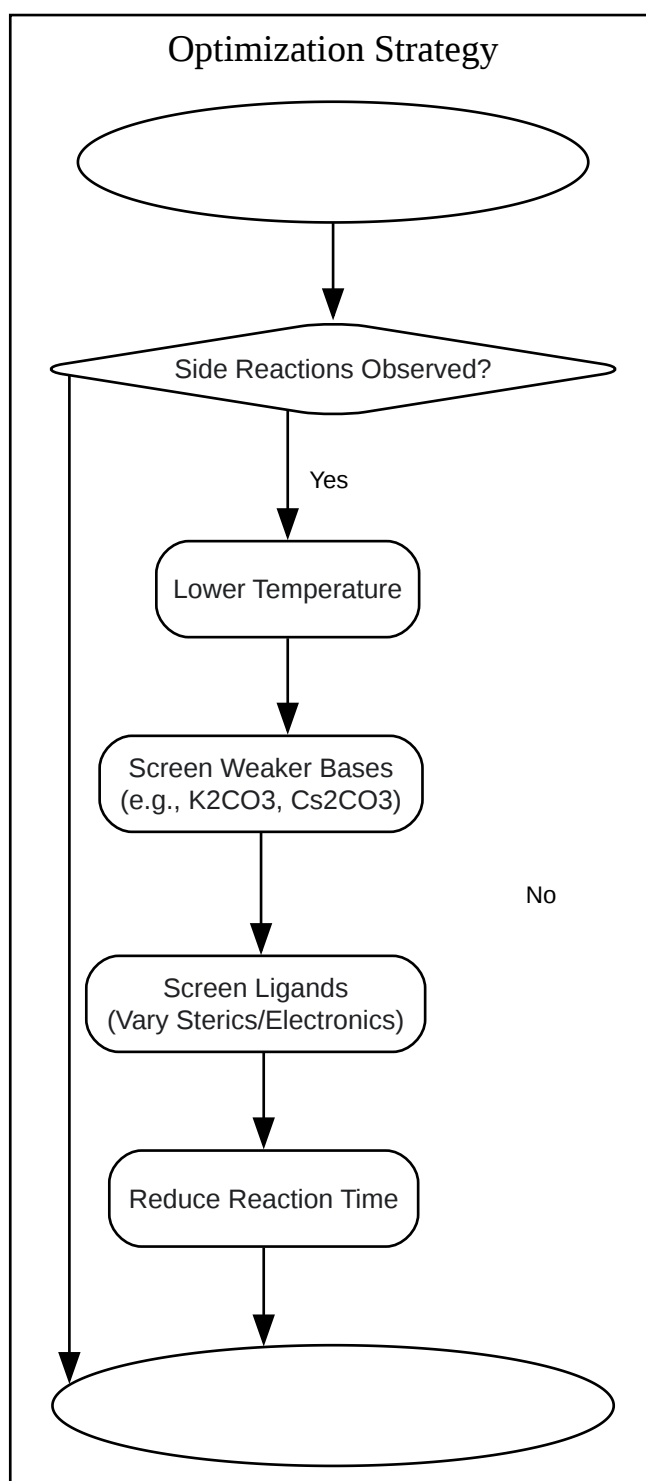 Optimization Strategy
Side Reactions Observed?
Yes
Lower Temperature
Screen Weaker Bases
(e.g., K2CO3, Cs2CO3)
No
Screen Ligands
(Vary Sterics/Electronics)
Reduce Reaction Time